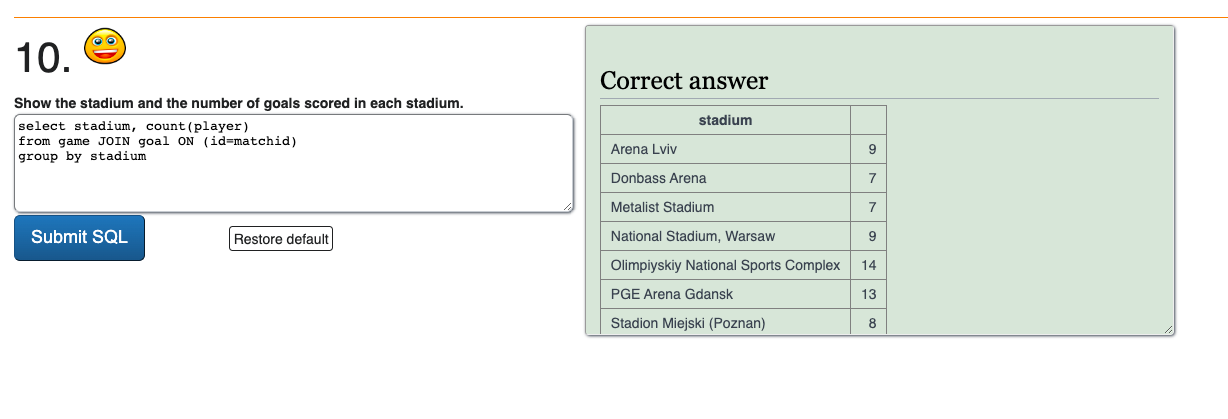 10.
Show the stadium and the number of goals scored in each stadium.
select stadium, count(player)
from game JOIN goal ON (id=matchid)
group by stadium
Submit SQL
Restore default
Correct answer
stadium
Arena Lviv 9
Donbass Arena 7
Metalist Stadium 7
National Stadium, Warsaw 9
Olimpiyskiy National Sports Complex 14
PGE Arena Gdansk 13
Stadion Miejski (Poznan) 8